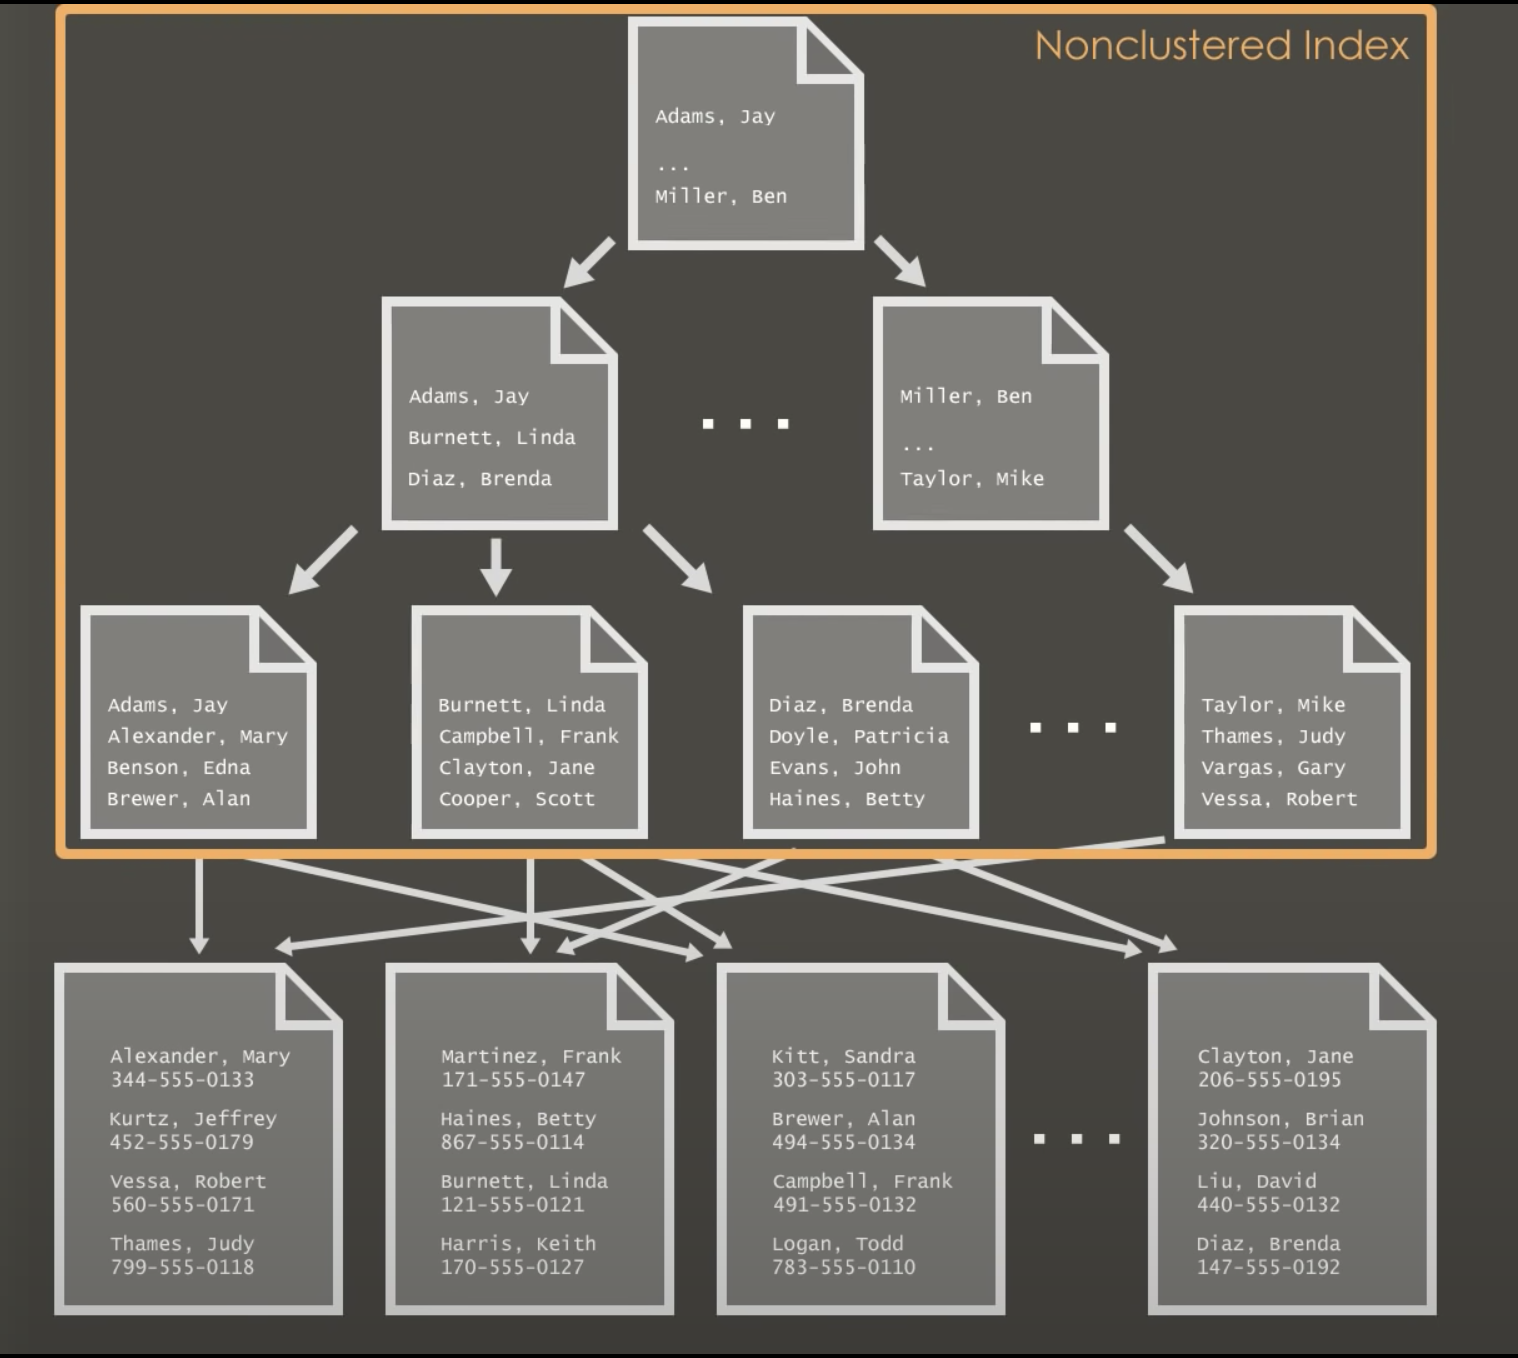 Nonclustered Index
Adams, Jay
...
Miller, Ben
Adams, Jay
Burnett, Linda
Diaz, Brenda
...
Miller, Ben
...
Taylor, Mike
Adams, Jay
Alexander, Mary
Benson, Edna
Brewer, Alan
Burnett, Linda
Campbell, Frank
Clayton, Jane
Cooper, Scott
Diaz, Brenda
Doyle, Patricia
Evans, John
Haines, Betty
...
Taylor, Mike
Thames, Judy
Vargas, Gary
Vessa, Robert
Alexander, Mary
344-555-0133
Kurtz, Jeffrey
452-555-0179
Vessa, Robert
560-555-0171
Thames, Judy
799-555-0118
Martinez, Frank
171-555-0147
Haines, Betty
867-555-0114
Burnett, Linda
121-555-0121
Harris, Keith
170-555-0127
Kitt, Sandra
303-555-0117
Brewer, Alan
494-555-0134
Campbell, Frank
491-555-0132
Logan, Todd
783-555-0110
...
Clayton, Jane
206-555-0195
Johnson, Brian
320-555-0134
Liu, David
440-555-0132
Diaz, Brenda
147-555-0192